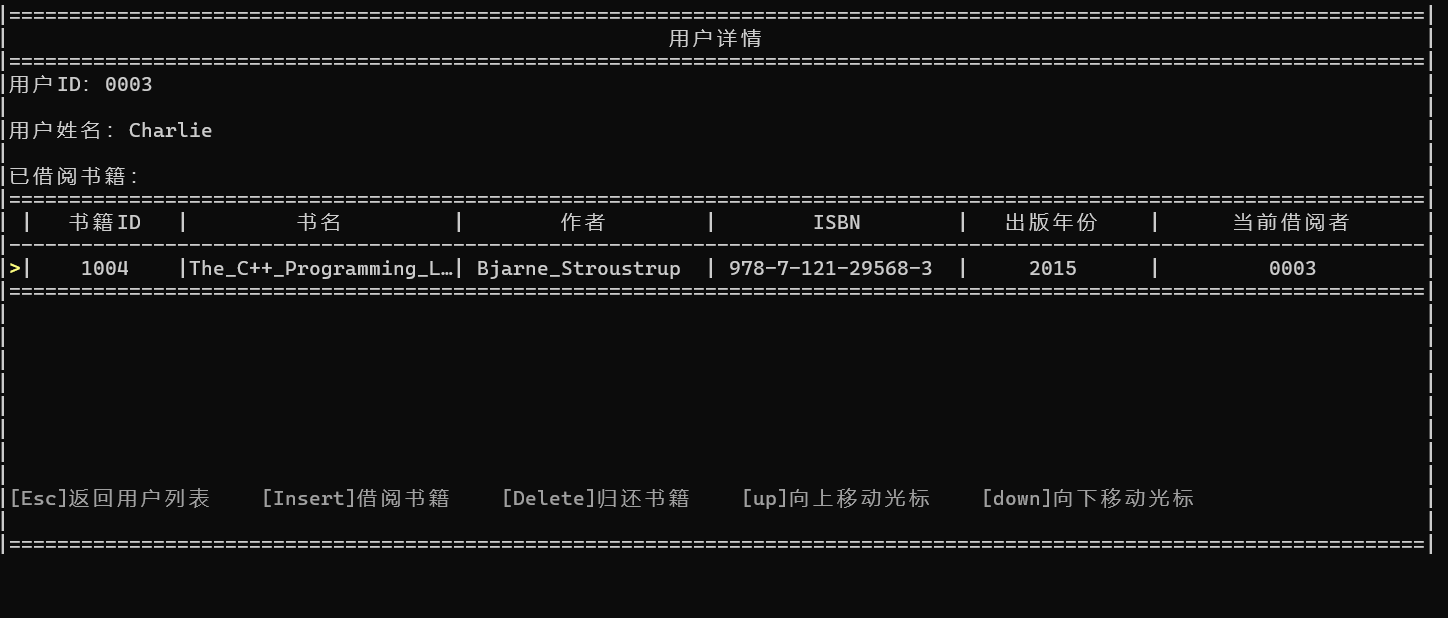 用户详情
用户ID: 0003
用户姓名: Charlie
已借阅书籍:
| | 书籍ID | 书名 | 作者 | ISBN | 出版年份 | 当前借阅者 |
|>| 1004 |The_C++_Programming_L…| Bjarne_Stroustrup | 978-7-121-29568-3 | 2015 | 0003 |
[Esc]返回用户列表 [Insert]借阅书籍 [Delete]归还书籍 [up]向上移动光标 [down]向下移动光标